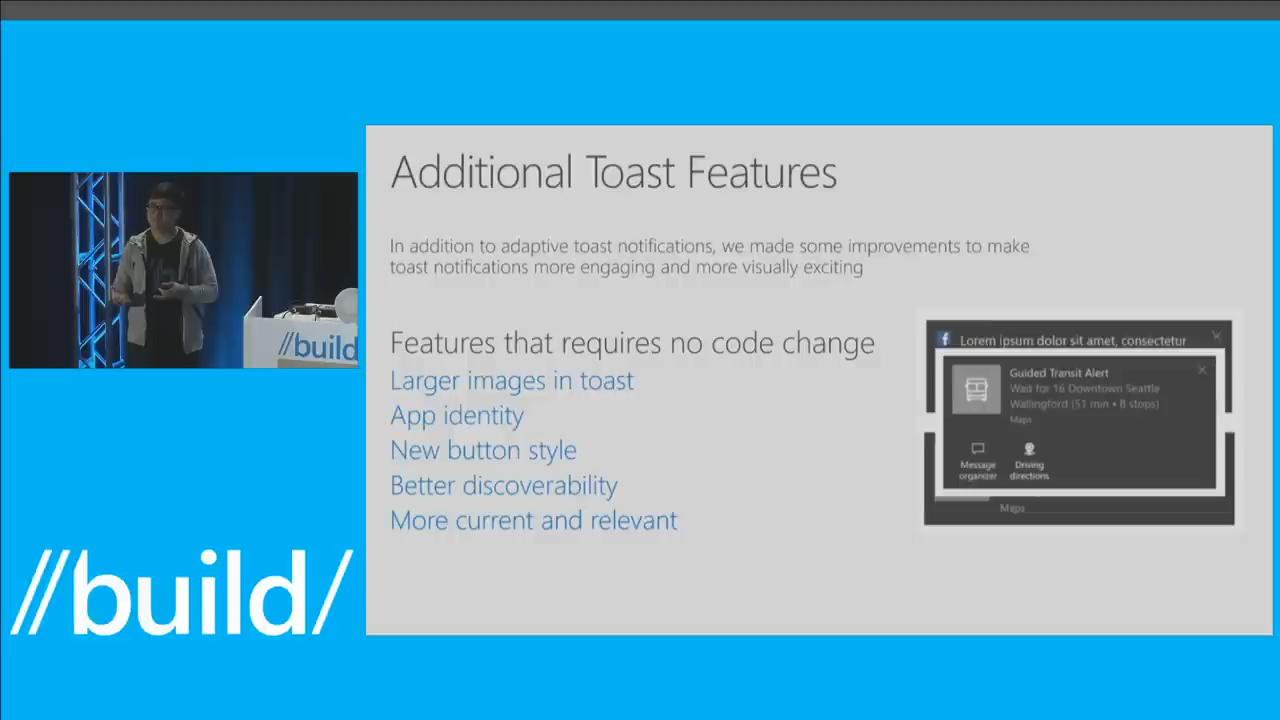 Additional Toast Features
In addition to adaptive toast notifications, we made some improvements to make
toast notifications more engaging and more visually exciting
Features that requires no code change
Larger images in toast
App identity
New button style
Better discoverability
More current and relevant
f Lorem ipsum dolor sit amet, consectetur
Guided Transit Alert
Wait for 16 Downtown Seattle
Wallingford (51 min • 8 stops)
Maps
Message
organizer
Driving
directions
Maps
//build
//build/